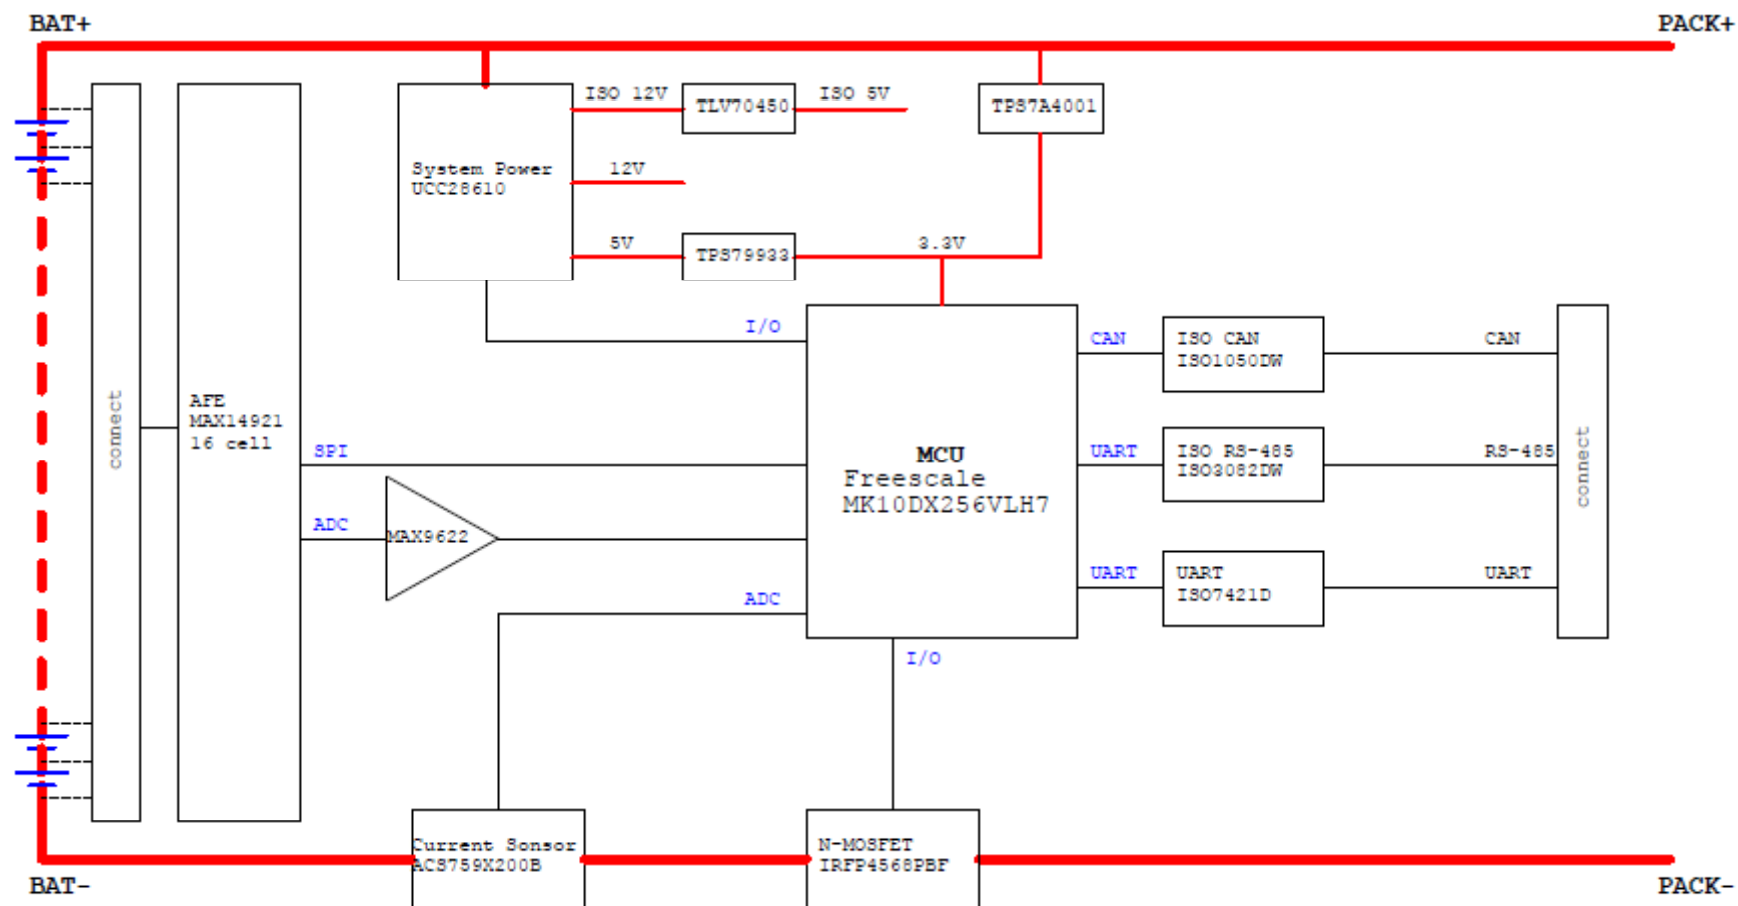 BAT+
PACK+
ISO 12V
TLV70450
ISO 5V
TPS7A4001
System Power
UCC28610
12V
5V
TPS79933
3.3V
I/O
CAN
ISO CAN
ISO1050DW
CAN
connect
AFE
MAX14921
16 cell
SPI
MCU
Freescale
MK10DX256VLH7
UART
ISO RS-485
ISO3082DW
RS-485
connect
ADC
MAX9622
ADC
UART
UART
ISO7421D
UART
I/O
Current Sonsor
ACS759X200B
N-MOSFET
IRFP4568PBF
BAT-
PACK-